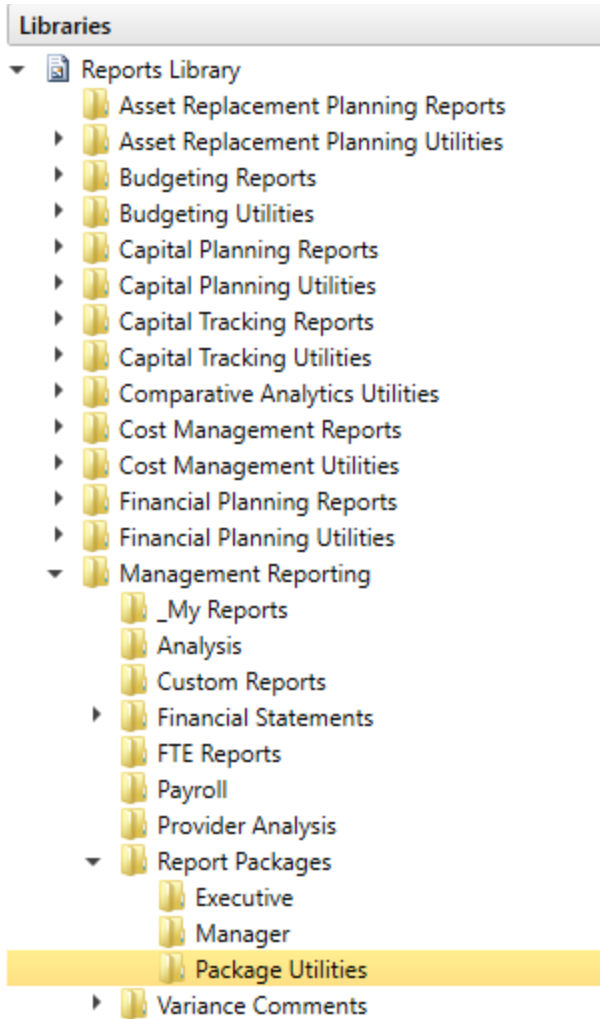 Libraries
Reports Library
Asset Replacement Planning Reports
Asset Replacement Planning Utilities
Budgeting Reports
Budgeting Utilities
Capital Planning Reports
Capital Planning Utilities
Capital Tracking Reports
Capital Tracking Utilities
Comparative Analytics Utilities
Cost Management Reports
Cost Management Utilities
Financial Planning Reports
Financial Planning Utilities
Management Reporting
_My Reports
Analysis
Custom Reports
Financial Statements
FTE Reports
Payroll
Provider Analysis
Report Packages
Executive
Manager
Package Utilities
Variance Comments